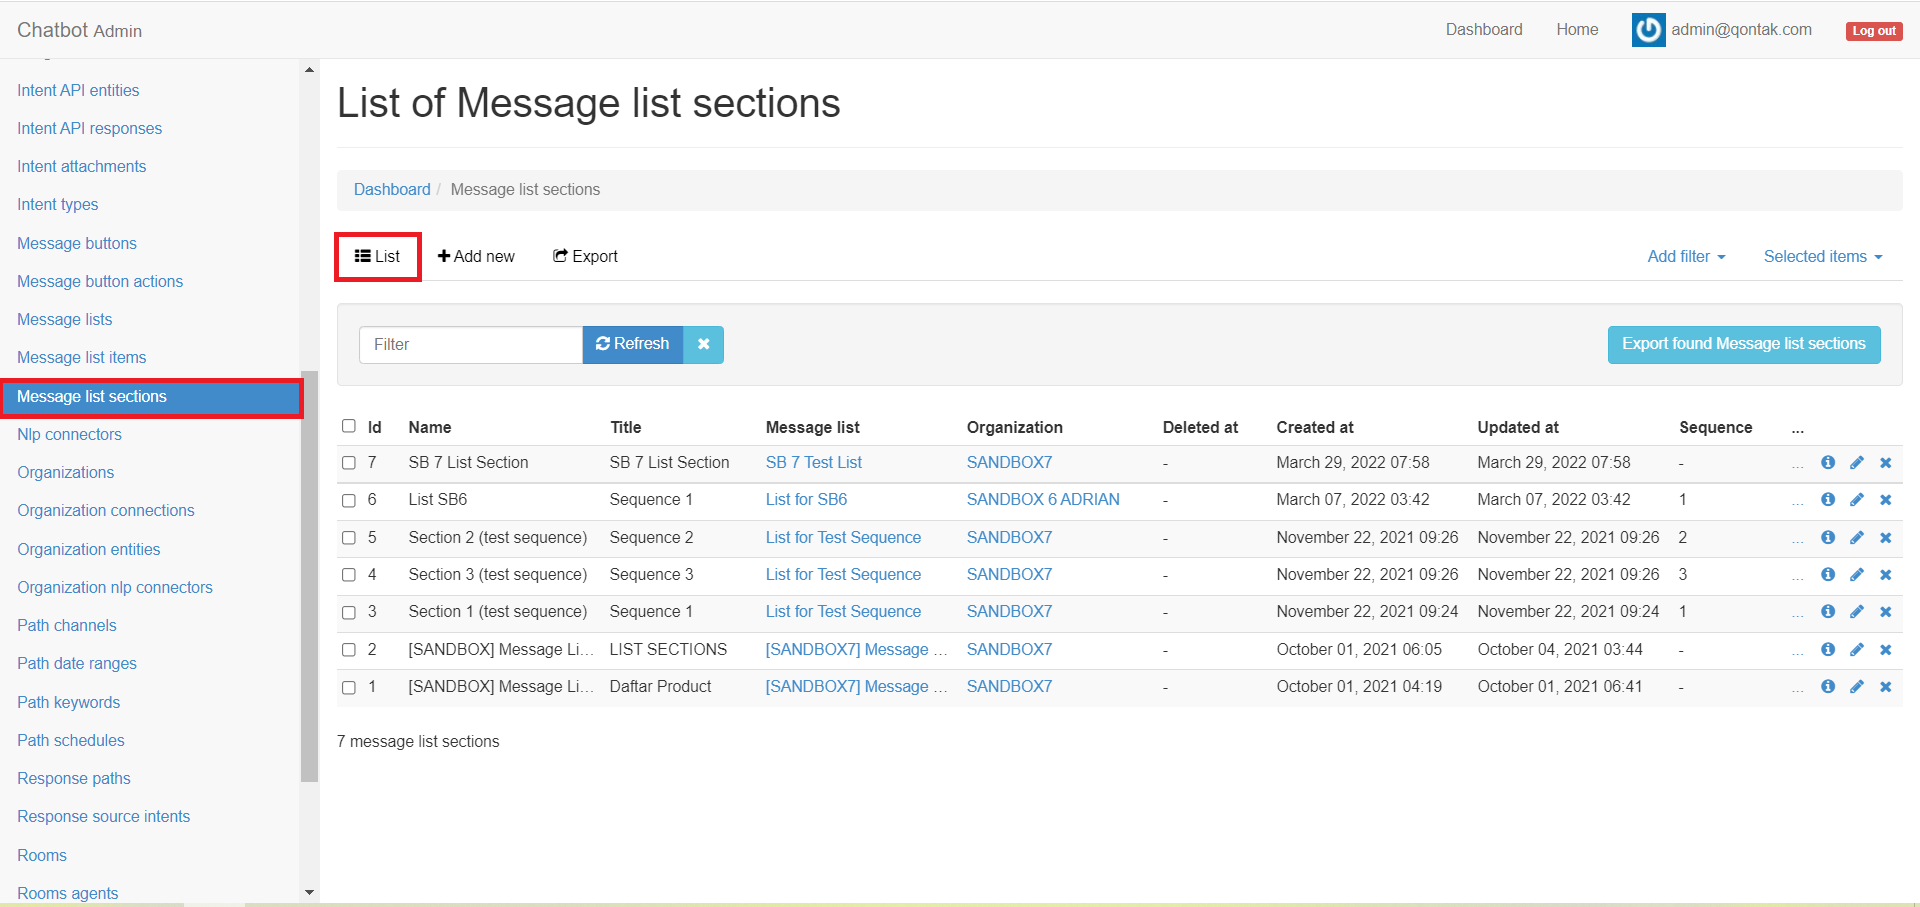 Chatbot Admin
Dashboard Home admin@qontak.com Log out
Intent API entities
Intent API responses
Intent attachments
Intent types
Message buttons
Message button actions
Message lists
Message list items
Message list sections
Nlp connectors
Organizations
Organization connections
Organization entities
Organization nlp connectors
Path channels
Path date ranges
Path keywords
Path schedules
Response paths
Response source intents
Rooms
Rooms agents
List of Message list sections
Dashboard / Message list sections
List Add new Export Add filter Selected items
Filter Refresh Export found Message list sections
Id Name Title Message list Organization Deleted at Created at Updated at Sequence ...
7 SB 7 List Section SB 7 List Section SB 7 Test List SANDBOX7 - March 29, 2022 07:58 March 29, 2022 07:58 - ...
6 List SB6 Sequence 1 List for SB6 SANDBOX 6 ADRIAN - March 07, 2022 03:42 March 07, 2022 03:42 1 ...
5 Section 2 (test sequence) Sequence 2 List for Test Sequence SANDBOX7 - November 22, 2021 09:26 November 22, 2021 09:26 2 ...
4 Section 3 (test sequence) Sequence 3 List for Test Sequence SANDBOX7 - November 22, 2021 09:26 November 22, 2021 09:26 3 ...
3 Section 1 (test sequence) Sequence 1 List for Test Sequence SANDBOX7 - November 22, 2021 09:24 November 22, 2021 09:24 1 ...
2 [SANDBOX] Message Li... LIST SECTIONS [SANDBOX7] Message ... SANDBOX7 - October 01, 2021 06:05 October 04, 2021 03:44 - ...
1 [SANDBOX] Message Li... Daftar Product [SANDBOX7] Message ... SANDBOX7 - October 01, 2021 04:19 October 01, 2021 06:41 - ...
7 message list sections